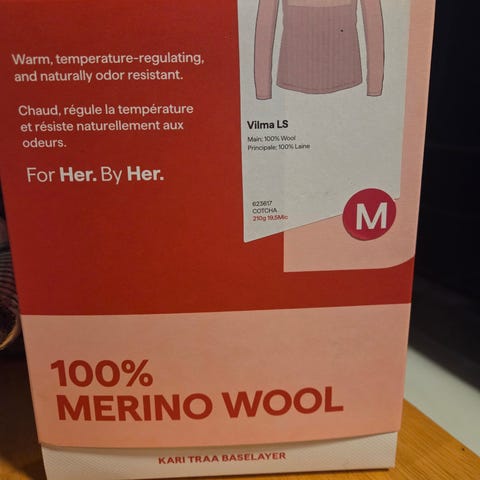 Warm, temperature-regulating,
and naturally odor resistant.
Chaud, régule la température
et résiste naturellement aux
odeurs.
For Her. By Her.
Vilma LS
Main: 100% Wool
Principale: 100% Laine
623617
COTCHA
210g 19,5Mic
M
100%
MERINO WOOL
KARI TRAA BASELAYER